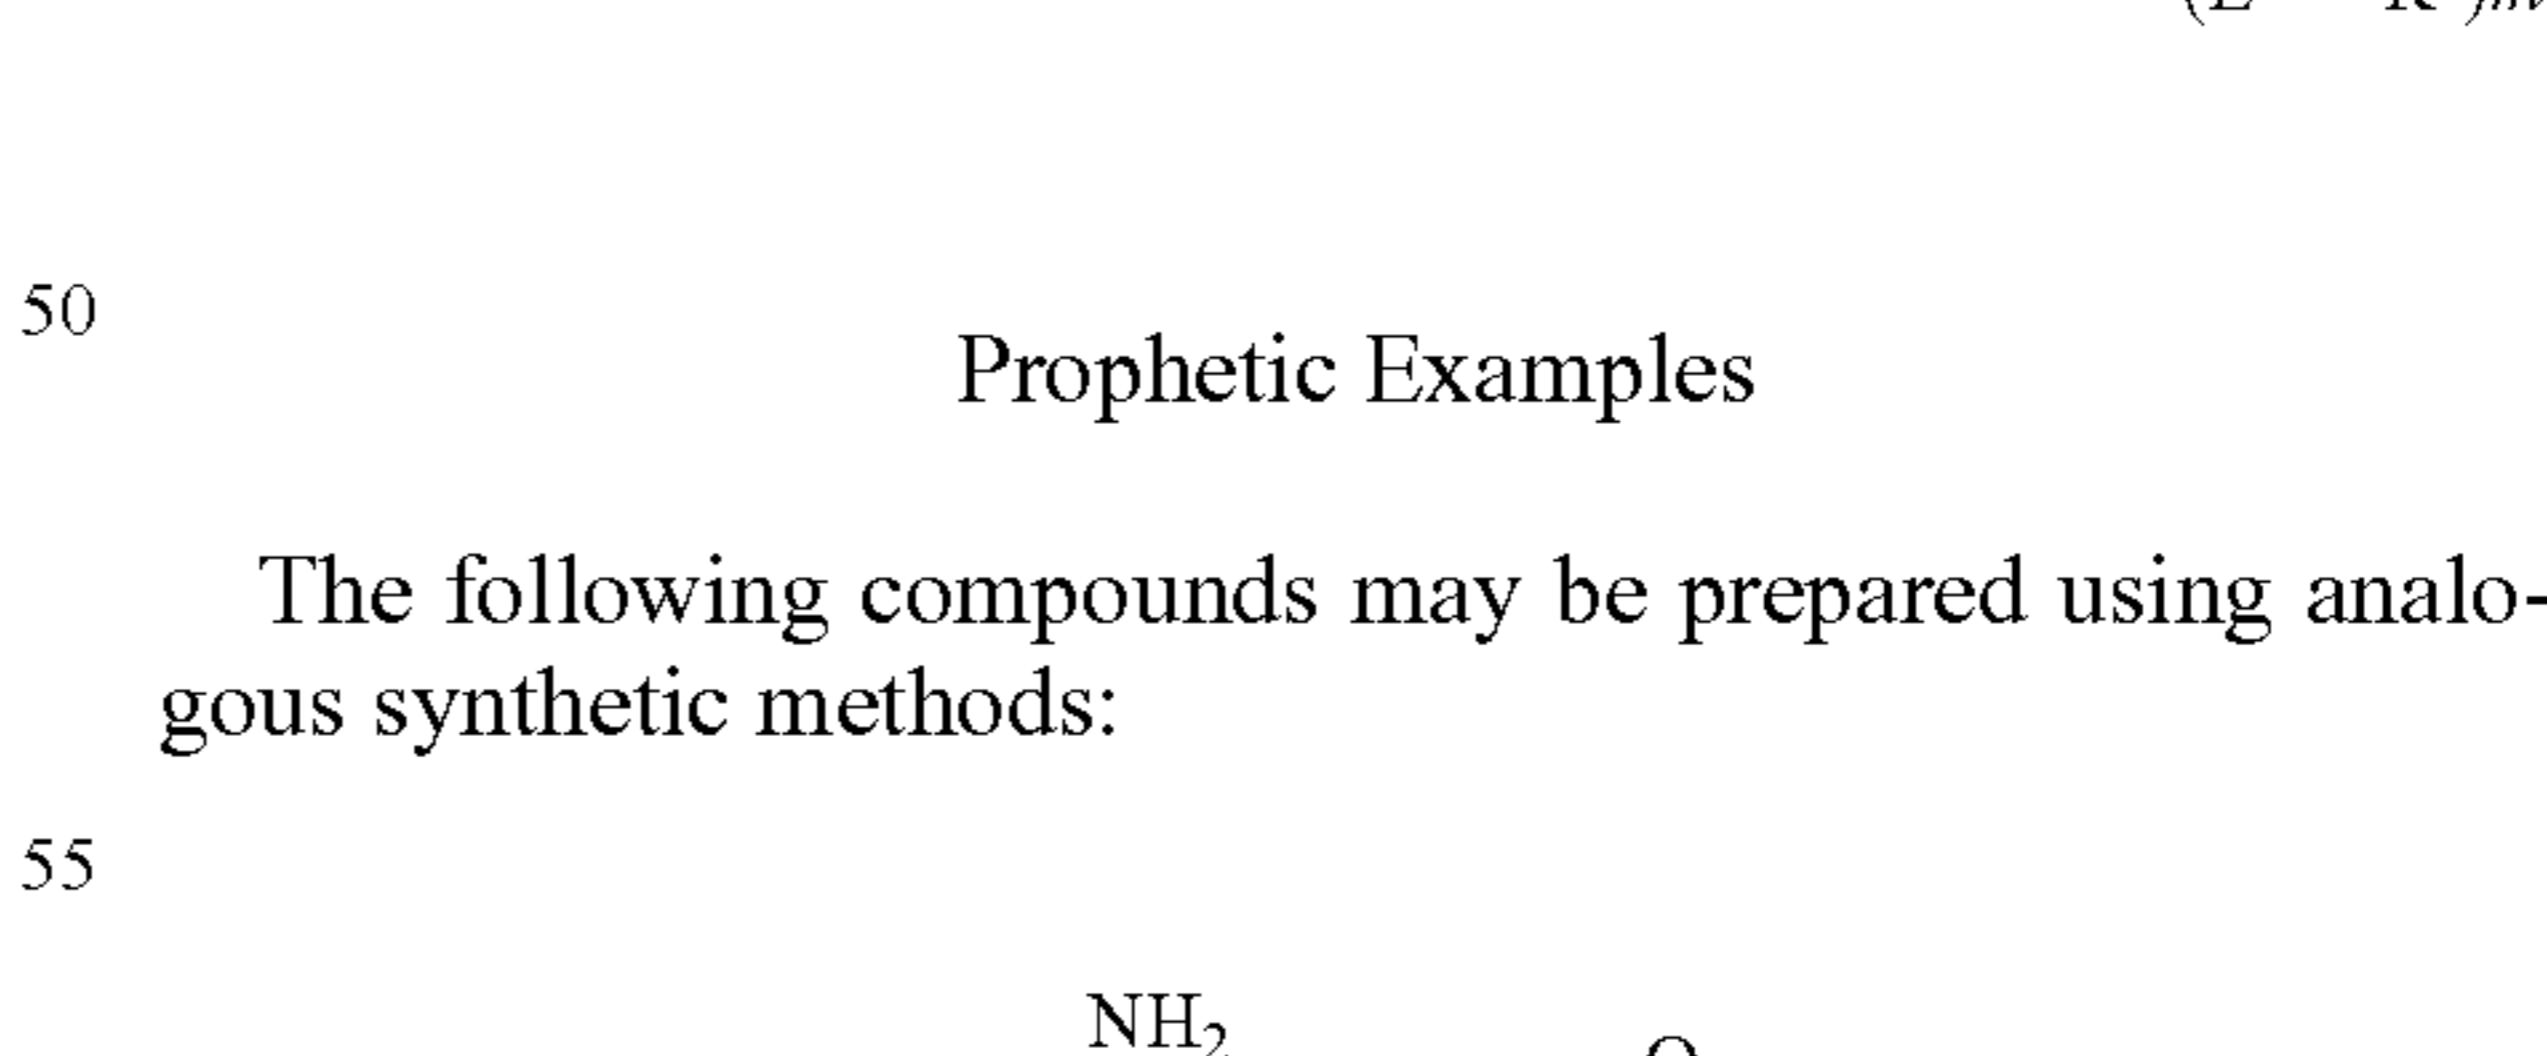 50
Prophetic Examples
The following compounds may be prepared using analo-
gous synthetic methods:
55
NH₂
O